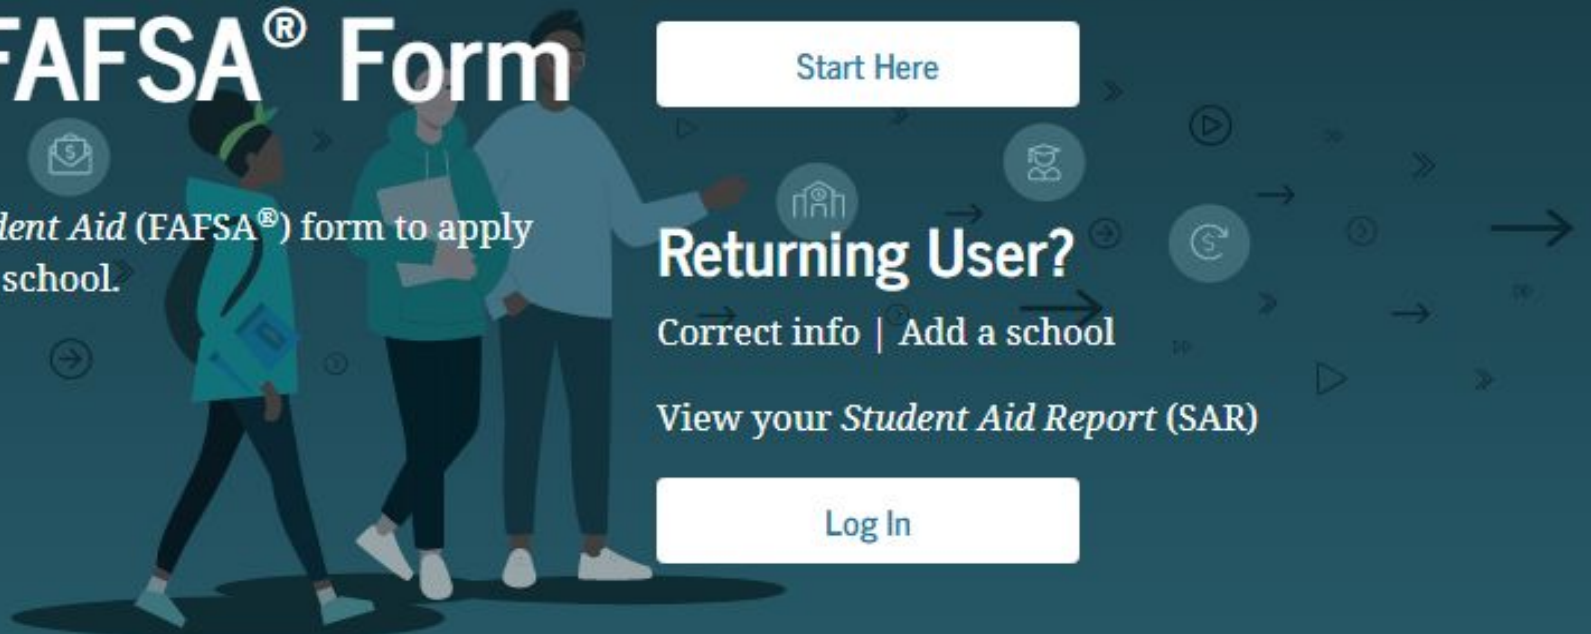 FAFSA® Form
dent Aid (FAFSA®) form to apply
school.
Start Here
Returning User?
Correct info | Add a school
View your Student Aid Report (SAR)
Log In